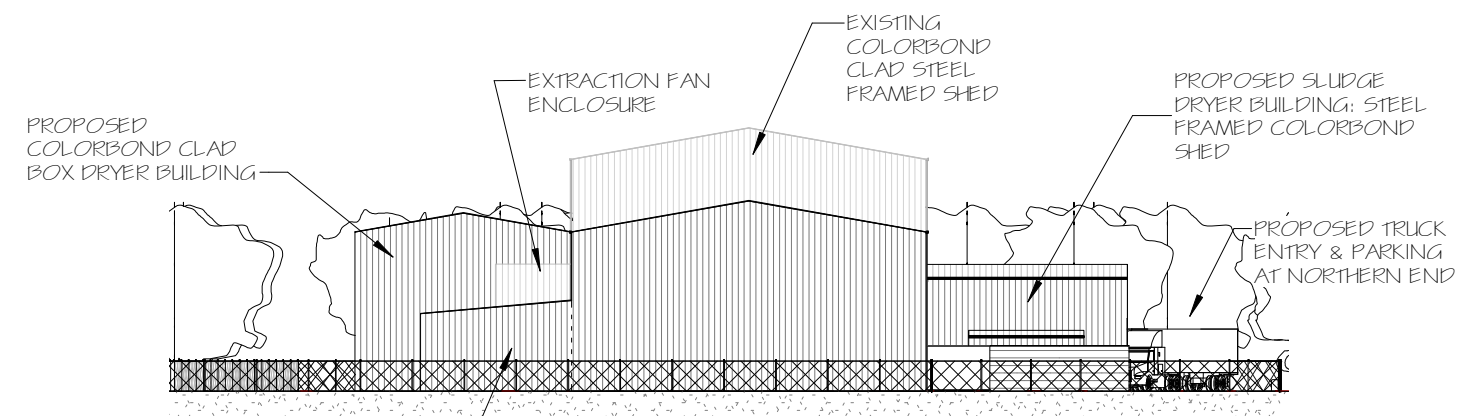 EXISTING
COLORBOND
CLAD STEEL
FRAMED SHED
EXTRACTION FAN
ENCLOSURE
PROPOSED SLUDGE
DRYER BUILDING: STEEL
FRAMED COLORBOND
SHED
PROPOSED
COLORBOND CLAD
BOX DRYER BUILDING
PROPOSED TRUCK
ENTRY & PARKING
AT NORTHERN END